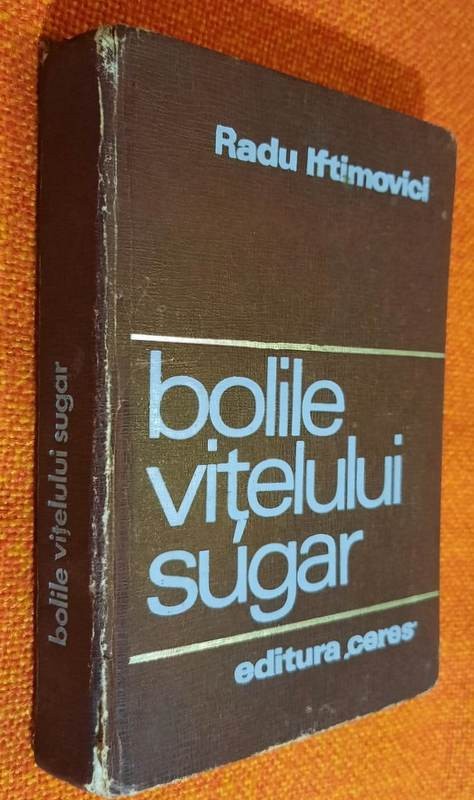 Radu Iftimovici
bolile
vițelului
sugar
editura „ceres”
bolile vițelului sugar